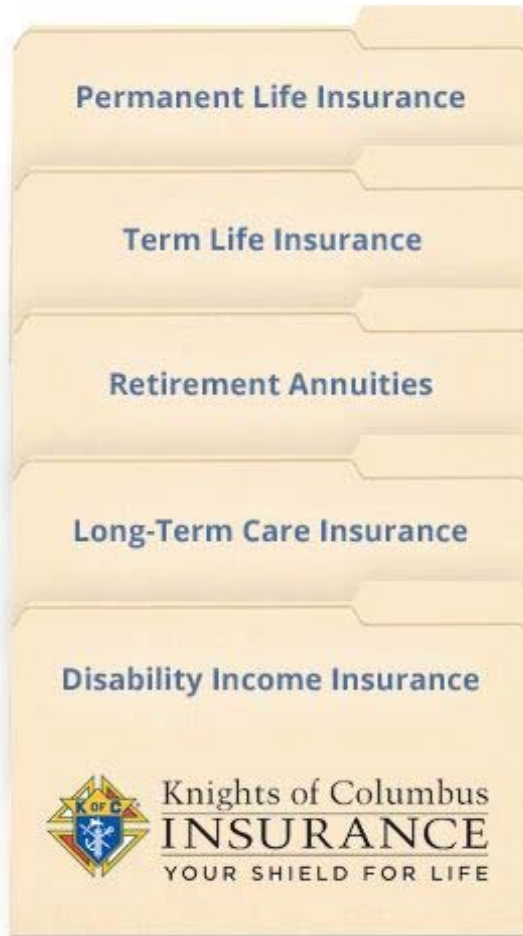 Permanent Life Insurance
Term Life Insurance
Retirement Annuities
Long-Term Care Insurance
Disability Income Insurance
K OF C
Knights of Columbus
INSURANCE
YOUR SHIELD FOR LIFE